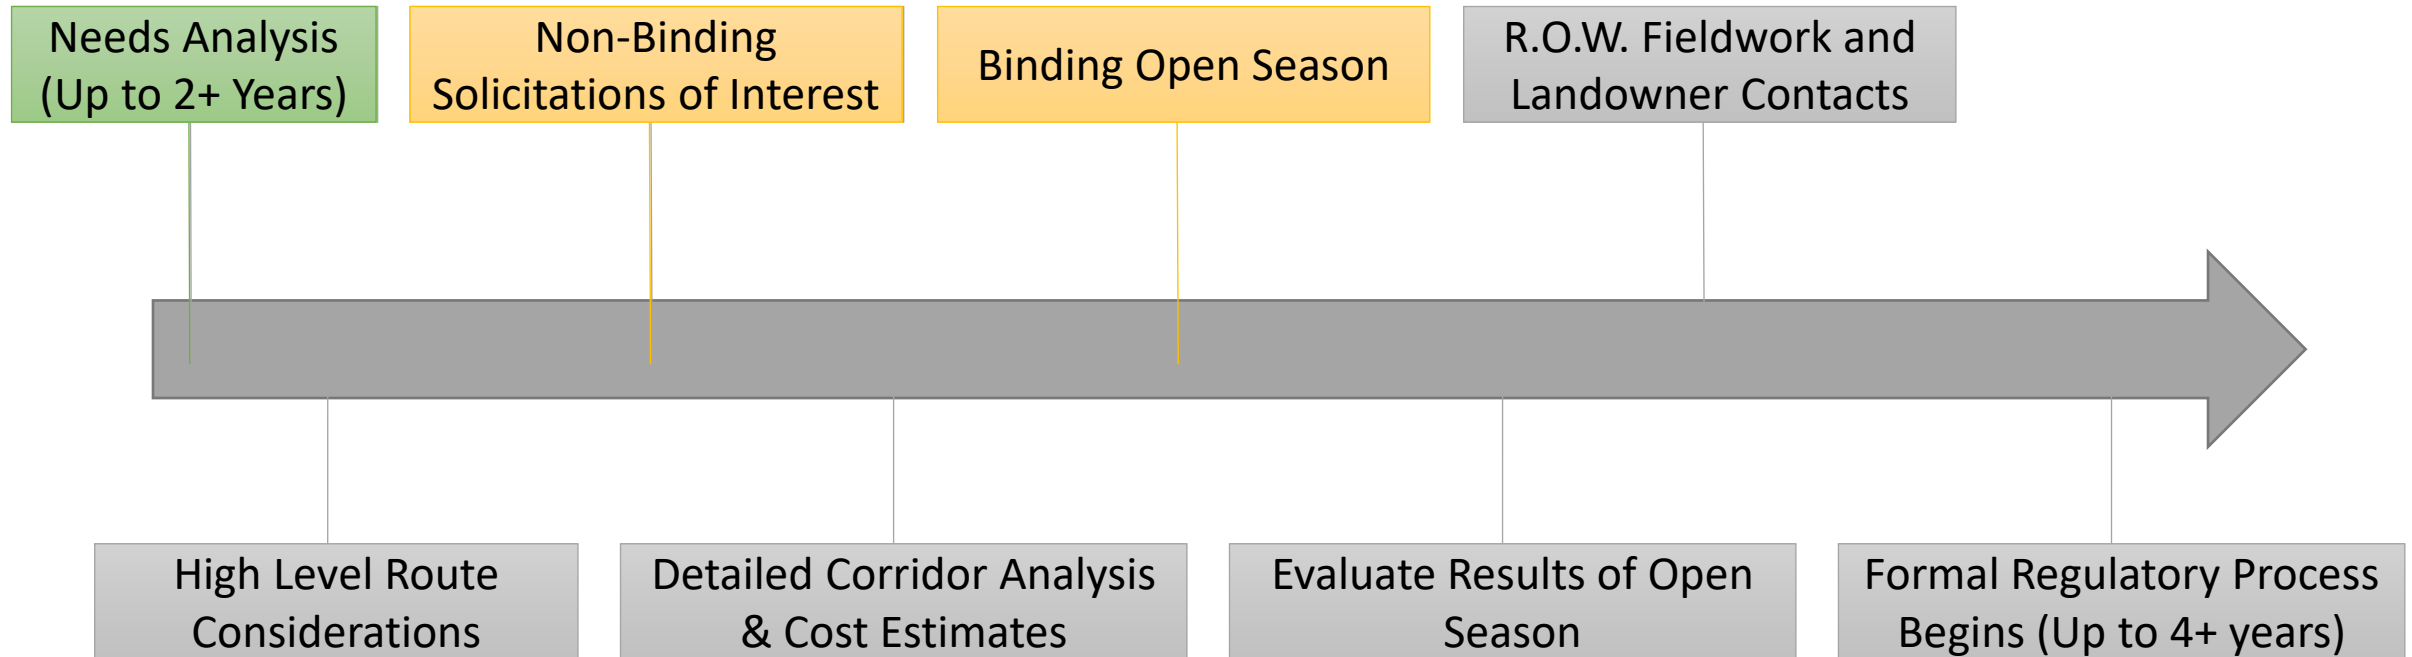 Needs Analysis
(Up to 2+ Years)
Non-Binding
Solicitations of Interest
Binding Open Season
R.O.W. Fieldwork and
Landowner Contacts
High Level Route
Considerations
Detailed Corridor Analysis
& Cost Estimates
Evaluate Results of Open
Season
Formal Regulatory Process
Begins (Up to 4+ years)